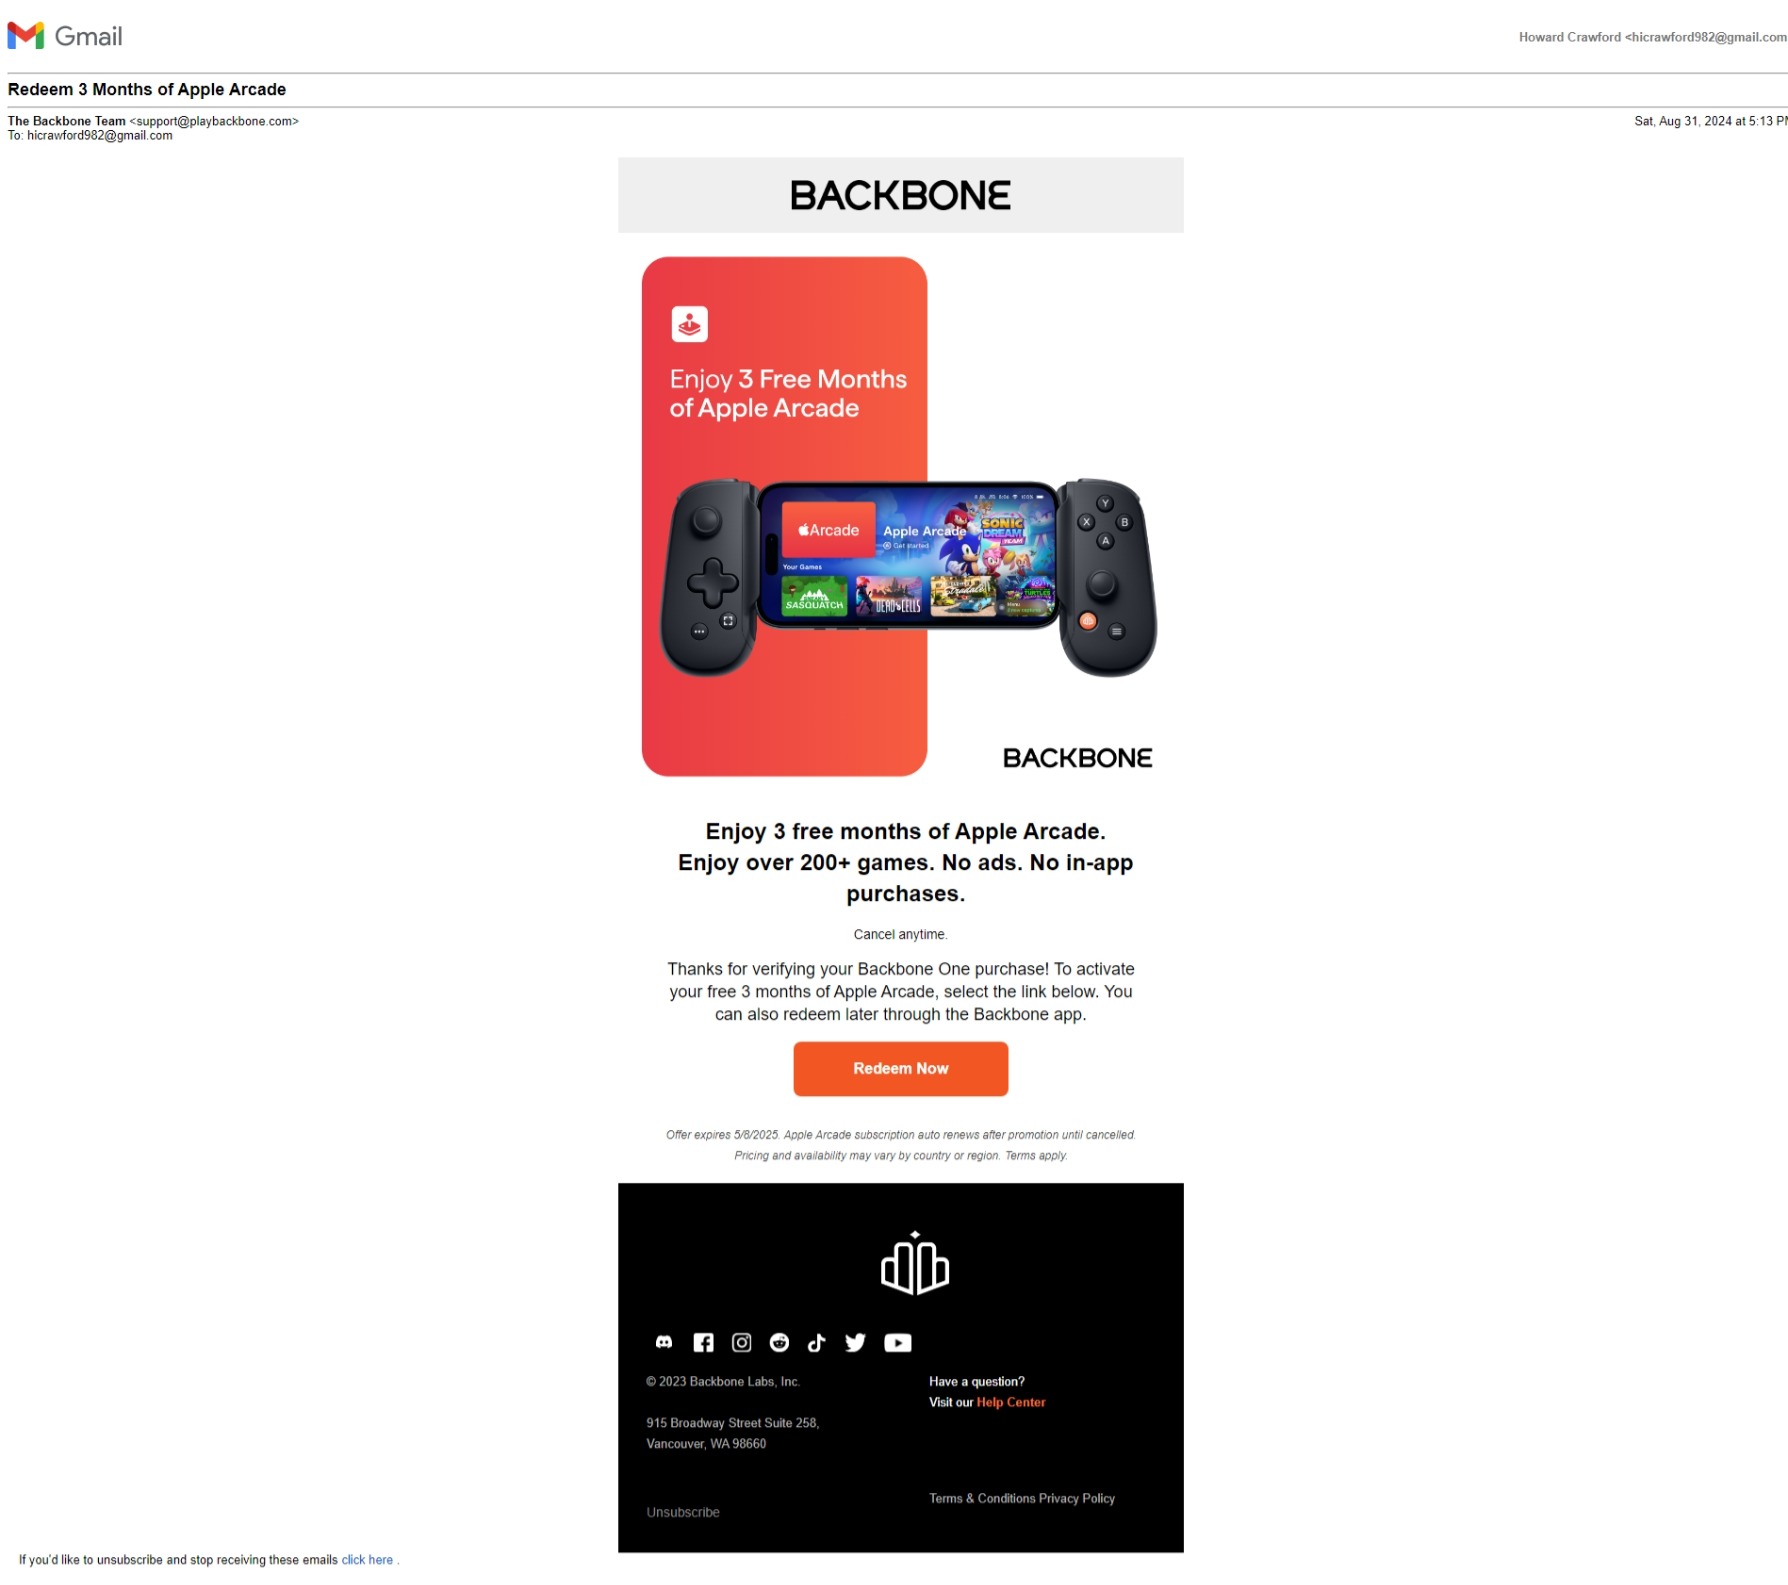 Gmail
Howard Crawford <hicrawford982@gmail.com
Redeem 3 Months of Apple Arcade
The Backbone Team <support@playbackbone.com>
Sat, Aug 31, 2024 at 5:13 PM
To: hicrawford982@gmail.com
BACKBONE
Enjoy 3 Free Months
of Apple Arcade
Arcade
Apple Arcade
Get started
SONIC
DREAM
TEAM
Your Games
SASQUATCH
DEAD CELLS
TURTLES
Y
X
B
A
BACKBONE
Enjoy 3 free months of Apple Arcade.
Enjoy over 200+ games. No ads. No in-app
purchases.
Cancel anytime.
Thanks for verifying your Backbone One purchase! To activate
your free 3 months of Apple Arcade, select the link below. You
can also redeem later through the Backbone app.
Redeem Now
Offer expires 5/8/2025. Apple Arcade subscription auto renews after promotion until cancelled.
Pricing and availability may vary by country or region. Terms apply.
© 2023 Backbone Labs, Inc.
915 Broadway Street Suite 258,
Vancouver, WA 98660
Unsubscribe
Have a question?
Visit our Help Center
Terms & Conditions Privacy Policy
If you'd like to unsubscribe and stop receiving these emails click here .